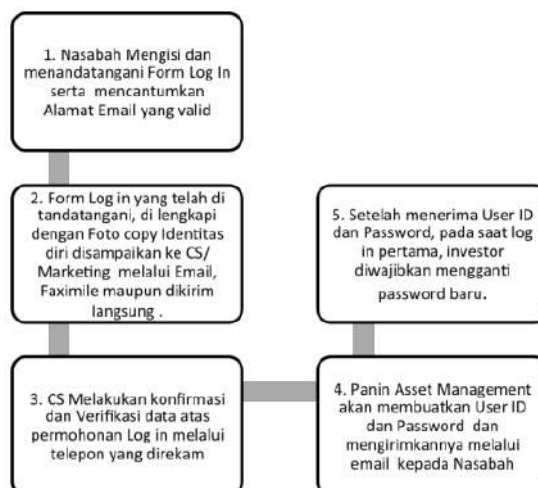 1. Nasabah Mengisi dan
menandatangani Form Log In
serta mencantumkan
Alamat Email yang valid
2. Form Log in yang telah di
tandatangani, di lengkapi
dengan Foto copy Identitas
diri disampaikan ke CS/
Marketing melalui Email,
Faximile maupun dikirim
langsung .
3. CS Melakukan konfirmasi
dan Verifikasi data atas
permohonan Log in melalui
telepon yang direkam
4. Panin Asset Management
akan membuatkan User ID
dan Password dan
mengirimkannya melalui
email kepada Nasabah
5. Setelah menerima User ID
dan Password, pada saat log
in pertama, investor
diwajibkan mengganti
password baru.